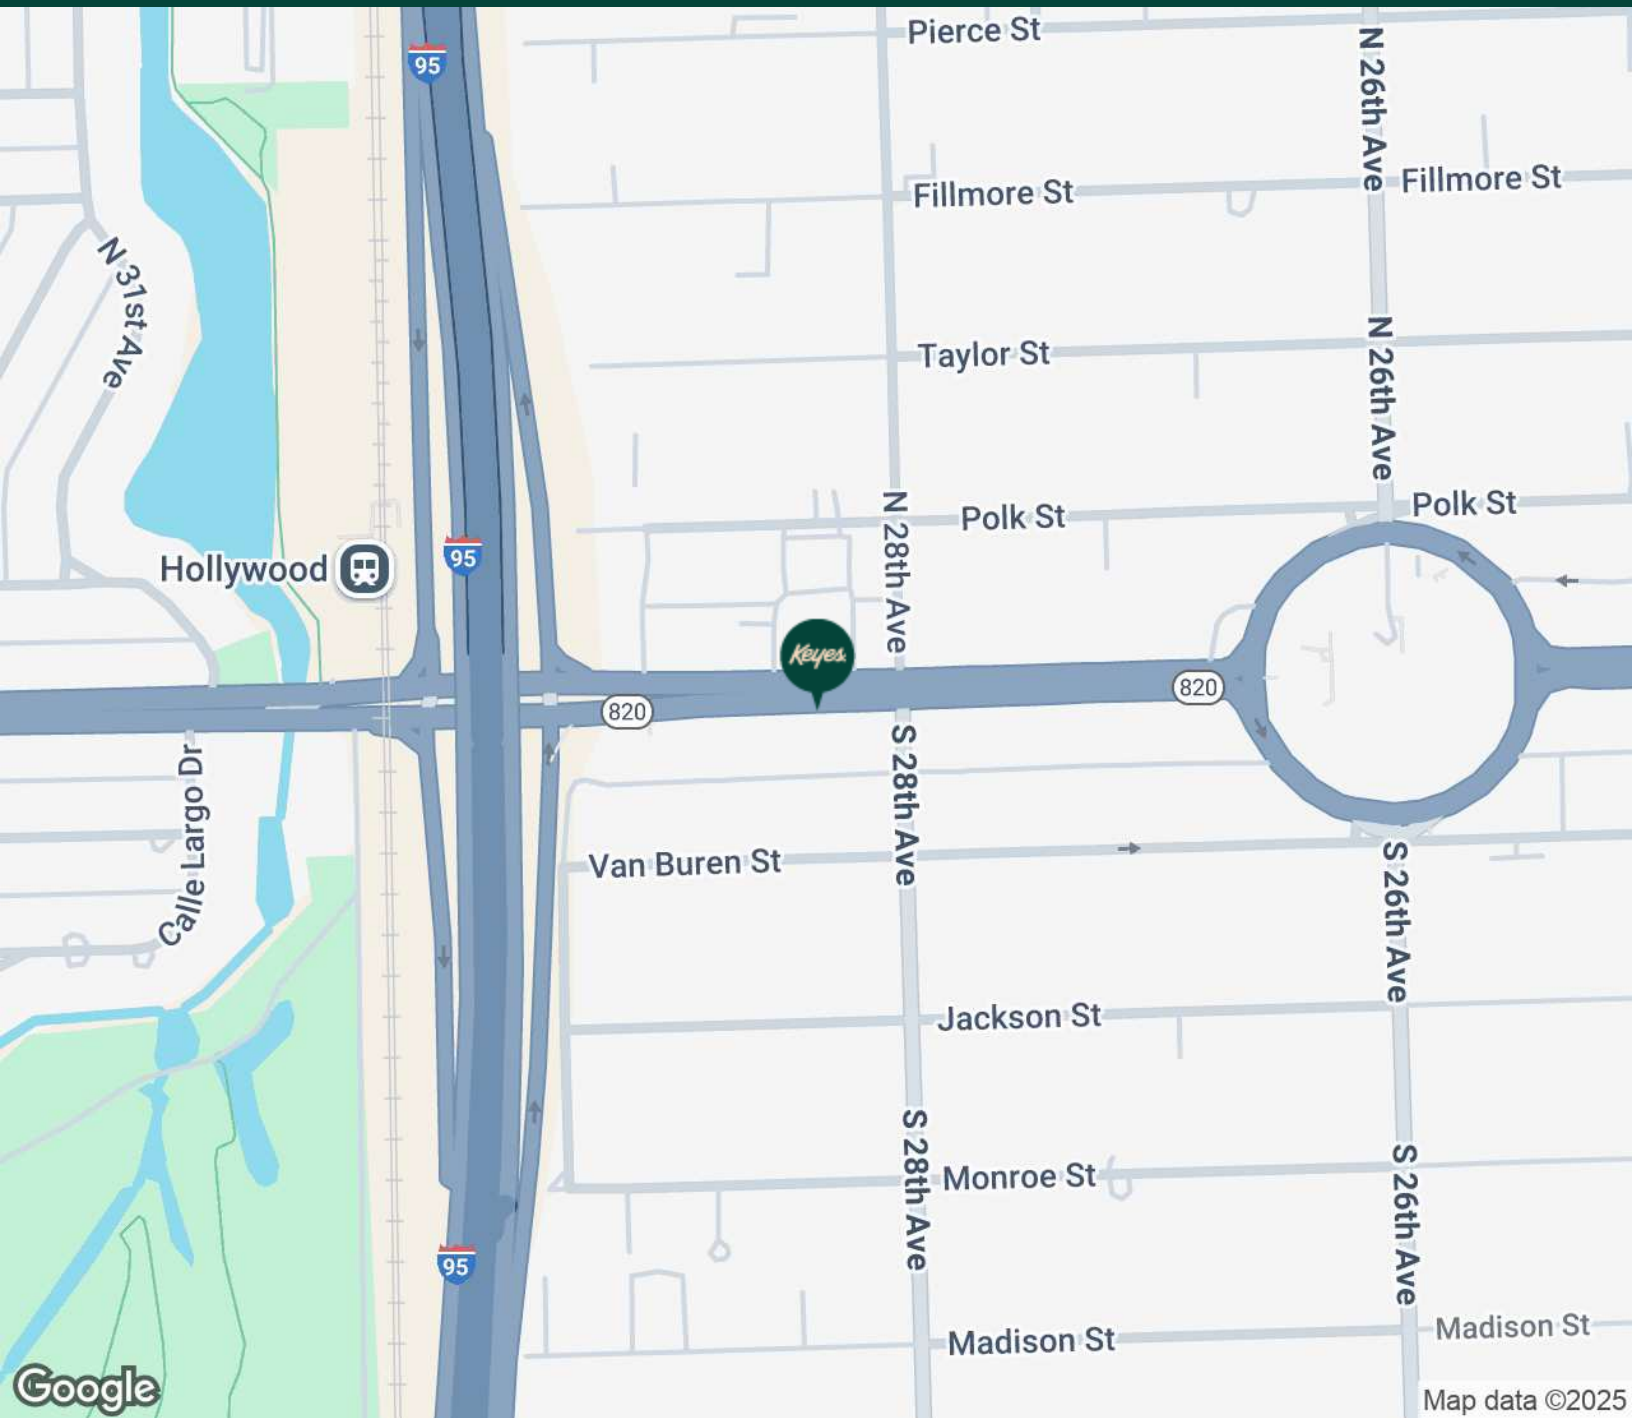 95
Pierce St
N 26th Ave
Fillmore St
Fillmore St
N 31st Ave
Taylor St
N 26th Ave
N 28th Ave
Polk St
Polk St
Hollywood
95
Keyes
820
820
Calle Largo Dr
S 28th Ave
Van Buren St
S 26th Ave
Jackson St
S 28th Ave
Monroe St
S 26th Ave
95
Madison St
Madison St
Google
Map data ©2025